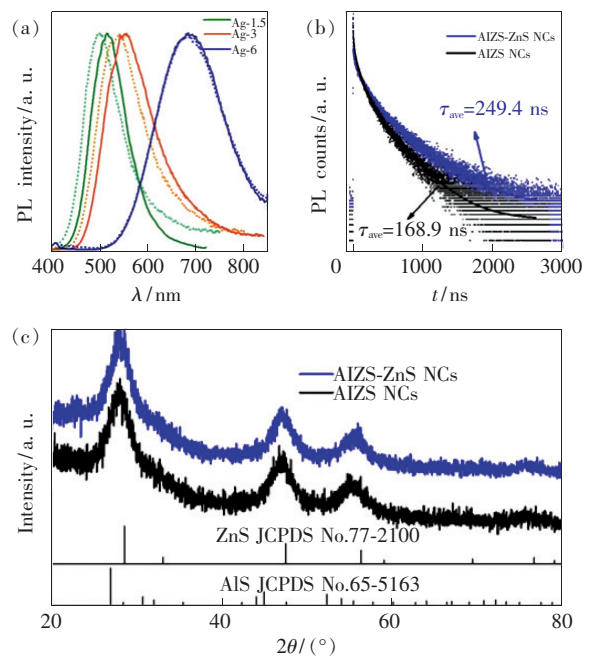 (a)
Ag-1.5
Ag-3
Ag-6
PL intensity/a. u.
400 500 600 700 800
λ/nm
(b)
AIZS-ZnS NCs
AIZS NCs
τave=249.4 ns
τave=168.9 ns
PL counts/a. u.
0 1000 2000 3000
t/ns
(c)
AIZS-ZnS NCs
AIZS NCs
Intensity/a. u.
ZnS JCPDS No.77-2100
AlS JCPDS No.65-5163
20 40 60 80
2θ/(°)